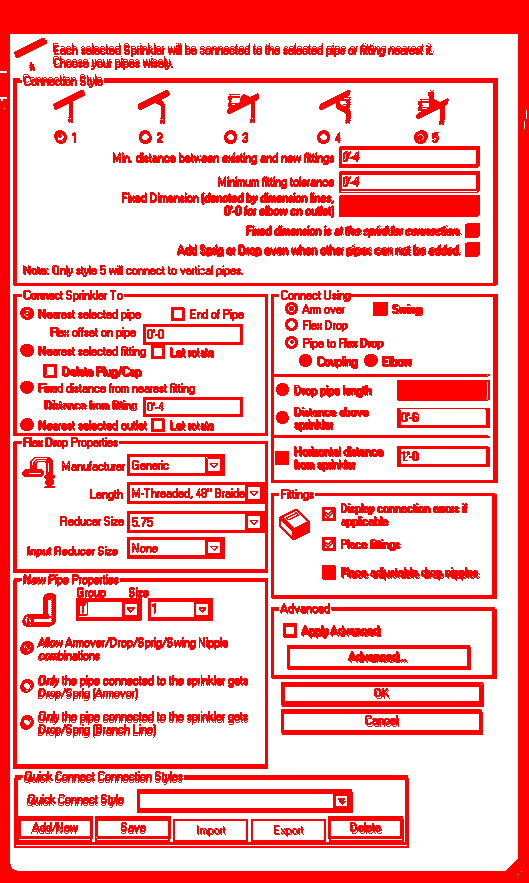 Each selected Sprinkler will be connected to the selected pipe or fitting nearest it.
Choose your pipes wisely.
Connection Style
1 2 3 4 5
Min. distance between existing and new fittings 0'-4
Minimum fitting tolerance 0'-4
Fixed Dimension (denoted by dimension lines,
0'-0 for elbow on outlet)
Fixed dimension is at the sprinkler connection.
Add Sprig or Drop even when other pipes can not be added.
Note: Only style 5 will connect to vertical pipes.
Connect Sprinkler To
Nearest selected pipe End of Pipe
Flex offset on pipe 0'-0
Nearest selected fitting Let rotate
Delete Plug/Cap
Fixed distance from nearest fitting
Distance from fitting 0'-4
Nearest selected outlet Let rotate
Connect Using
Arm over Swing
Flex Drop
Pipe to Flex Drop
Coupling Elbow
Drop pipe length
Distance above
sprinkler 0'-6
Horizontal distance
from sprinkler 1'-0
Flex Drop Properties
Manufacturer Generic
Length M-Threaded, 48" Braide
Reducer Size 5.75
Input Reducer Size None
Fittings
Display connection errors if
applicable
Place fittings
Place adjustable drop nipples
New Pipe Properties
Group Size
1
Allow Armover/Drop/Sprig/Swing Nipple
combinations
Only the pipe connected to the sprinkler gets
Drop/Sprig (Armover)
Only the pipe connected to the sprinkler gets
Drop/Sprig (Branch Line)
Advanced
Apply Advanced
Advanced...
OK
Cancel
Quick Connect Connection Styles
Quick Connect Style
Add/New Save Import Export Delete